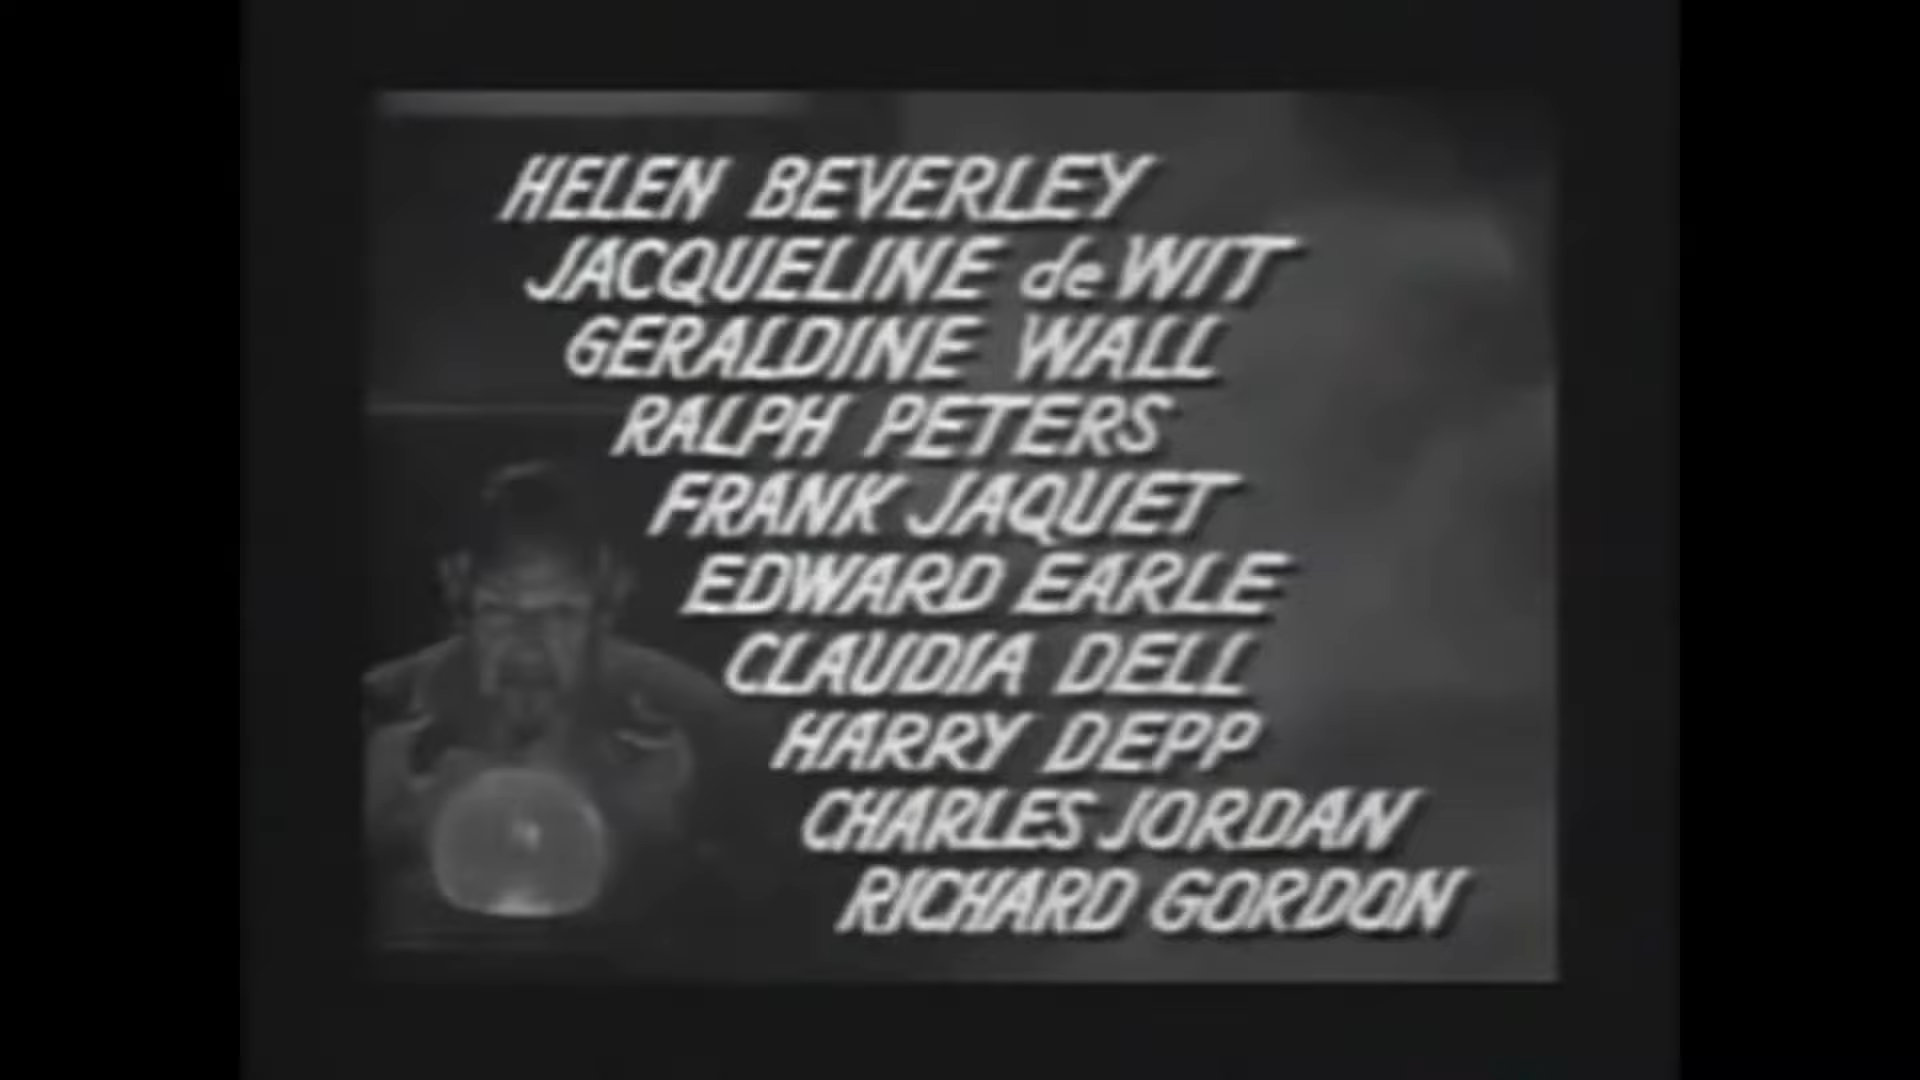 HELEN BEVERLEY
JACQUELINE de WIT
GERALDINE WALL
RALPH PETERS
FRANK JAQUET
EDWARD EARLE
CLAUDIA DELL
HARRY DEPP
CHARLES JORDAN
RICHARD GORDON